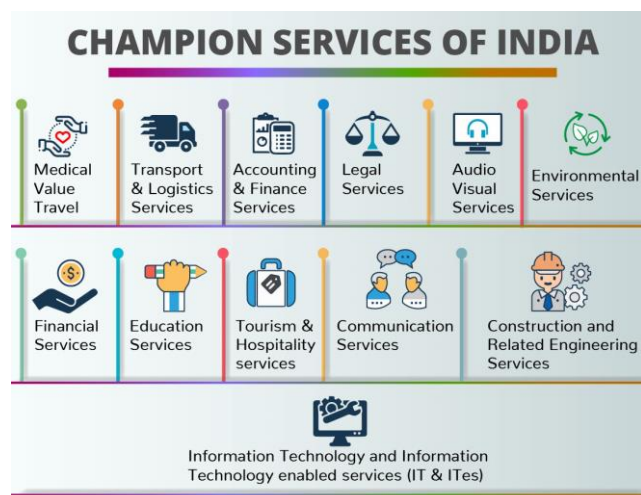 CHAMPION SERVICES OF INDIA
Medical
Value
Travel
Transport
& Logistics
Services
Accounting
& Finance
Services
Legal
Services
Audio
Visual
Services
Environmental
Services
Financial
Services
Education
Services
Tourism &
Hospitality
services
Communication
Services
Construction and
Related Engineering
Services
Information Technology and Information
Technology enabled services (IT & ITes)